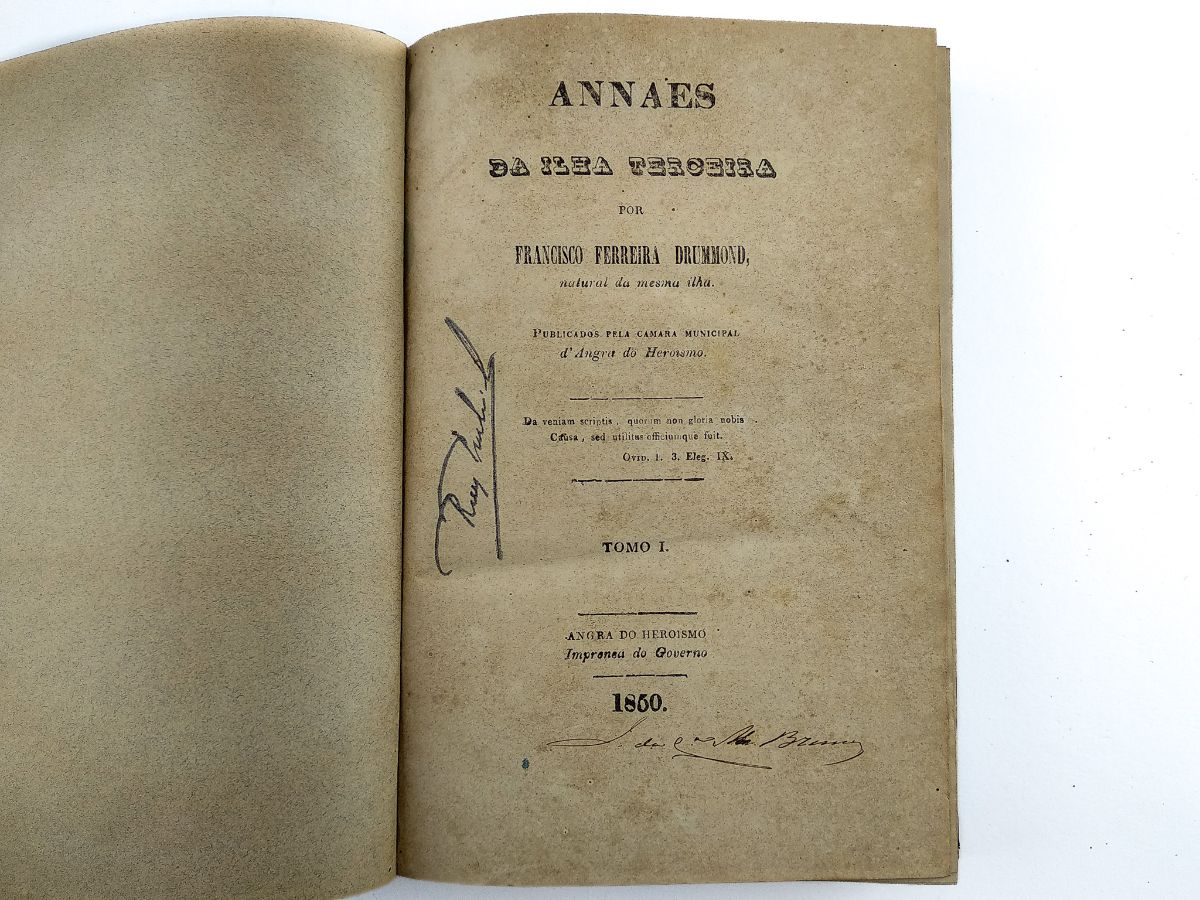 ANNAES
DA ILHA TERCEIRA
POR
FRANCISCO FERREIRA DRUMMOND,
natural da mesma ilha.
PUBLICADOS PELA CAMARA MUNICIPAL
d'Angra do Heroismo.
Da veniam scriptis, quorum non gloria nobis
Causa, sed utilitas officiumque fuit.
OVID. 1. 3. Eleg. IX.
TOMO I.
ANGRA DO HEROISMO
Imprensa do Governo
1850.